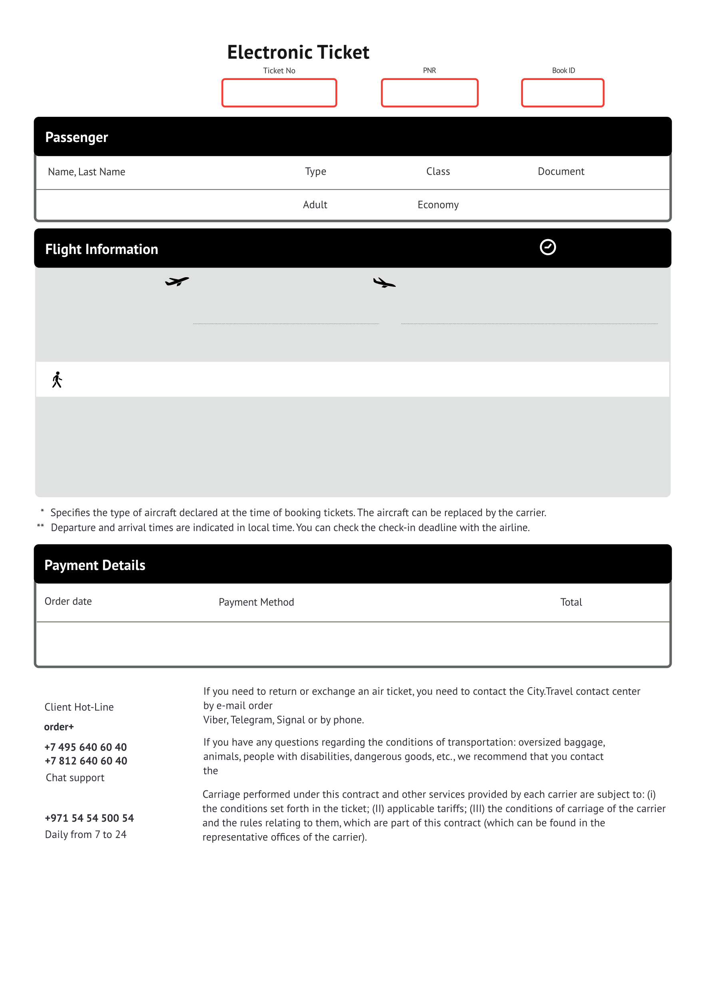 Electronic Ticket
Ticket No PNR Book ID
Passenger
Name, Last Name Type Class Document
Adult Economy
Flight Information
* Specifies the type of aircraft declared at the time of booking tickets. The aircraft can be replaced by the carrier.
** Departure and arrival times are indicated in local time. You can check the check-in deadline with the airline.
Payment Details
Order date Payment Method Total
Client Hot-Line
order+
+7 495 640 60 40
+7 812 640 60 40
Chat support
+971 54 54 500 54
Daily from 7 to 24
If you need to return or exchange an air ticket, you need to contact the City.Travel contact center
by e-mail order
Viber, Telegram, Signal or by phone.
If you have any questions regarding the conditions of transportation: oversized baggage,
animals, people with disabilities, dangerous goods, etc., we recommend that you contact
the
Carriage performed under this contract and other services provided by each carrier are subject to: (i)
the conditions set forth in the ticket; (II) applicable tariffs; (III) the conditions of carriage of the carrier
and the rules relating to them, which are part of this contract (which can be found in the
representative offices of the carrier).